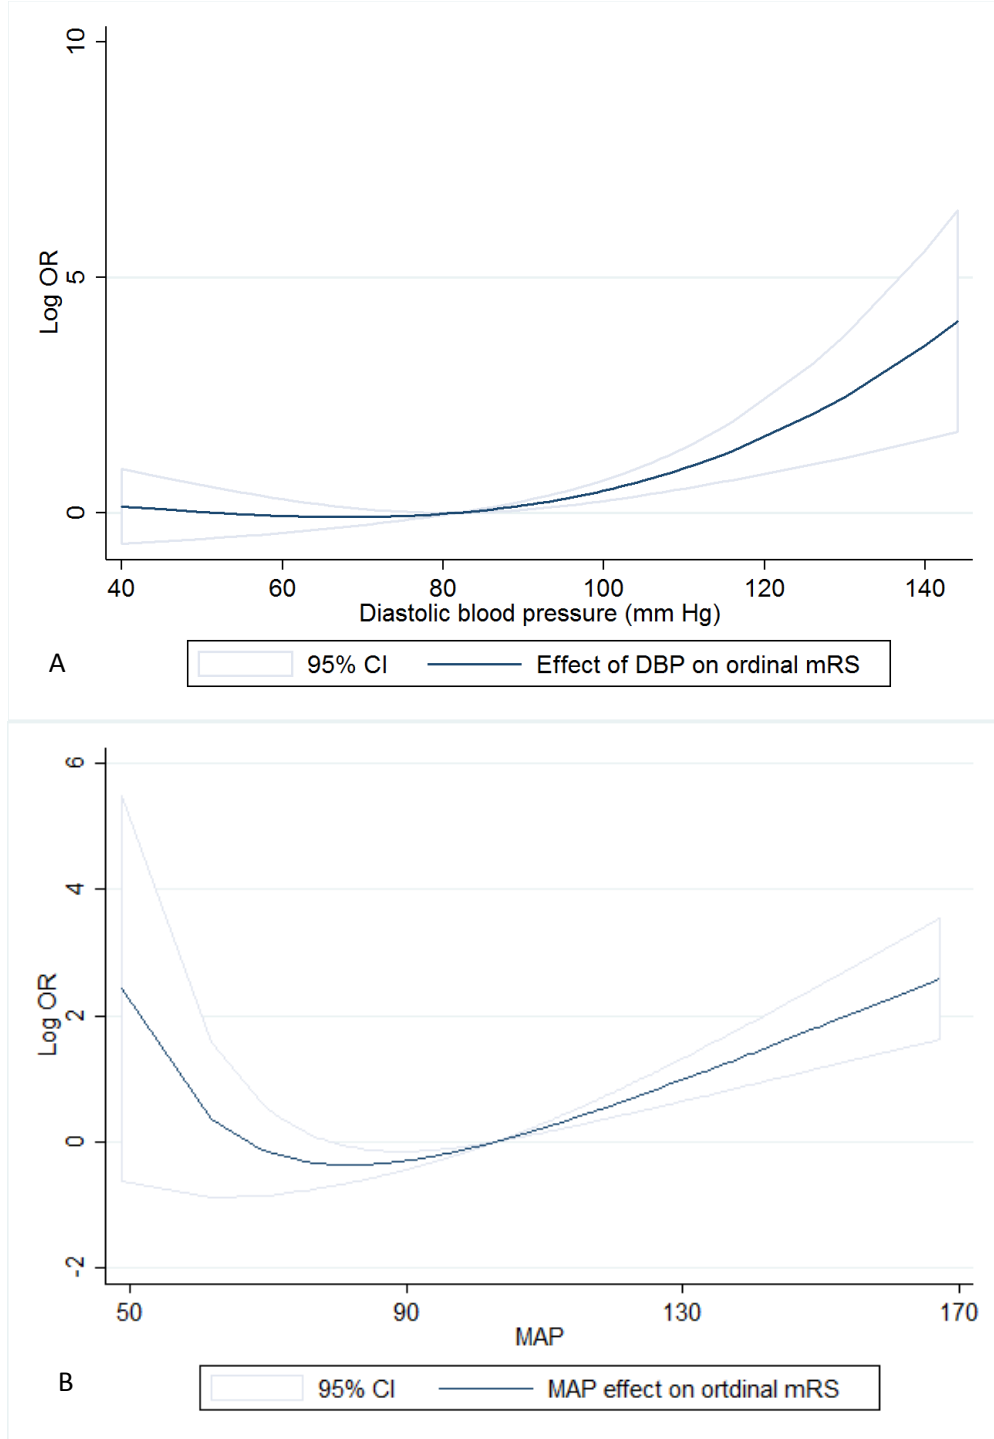 10
5
0
Log OR
40 60 80 100 120 140
Diastolic blood pressure (mm Hg)
A
95% CI Effect of DBP on ordinal mRS
6
4
2
0
-2
Log OR
50 90 130 170
MAP
B
95% CI MAP effect on ortdinal mRS